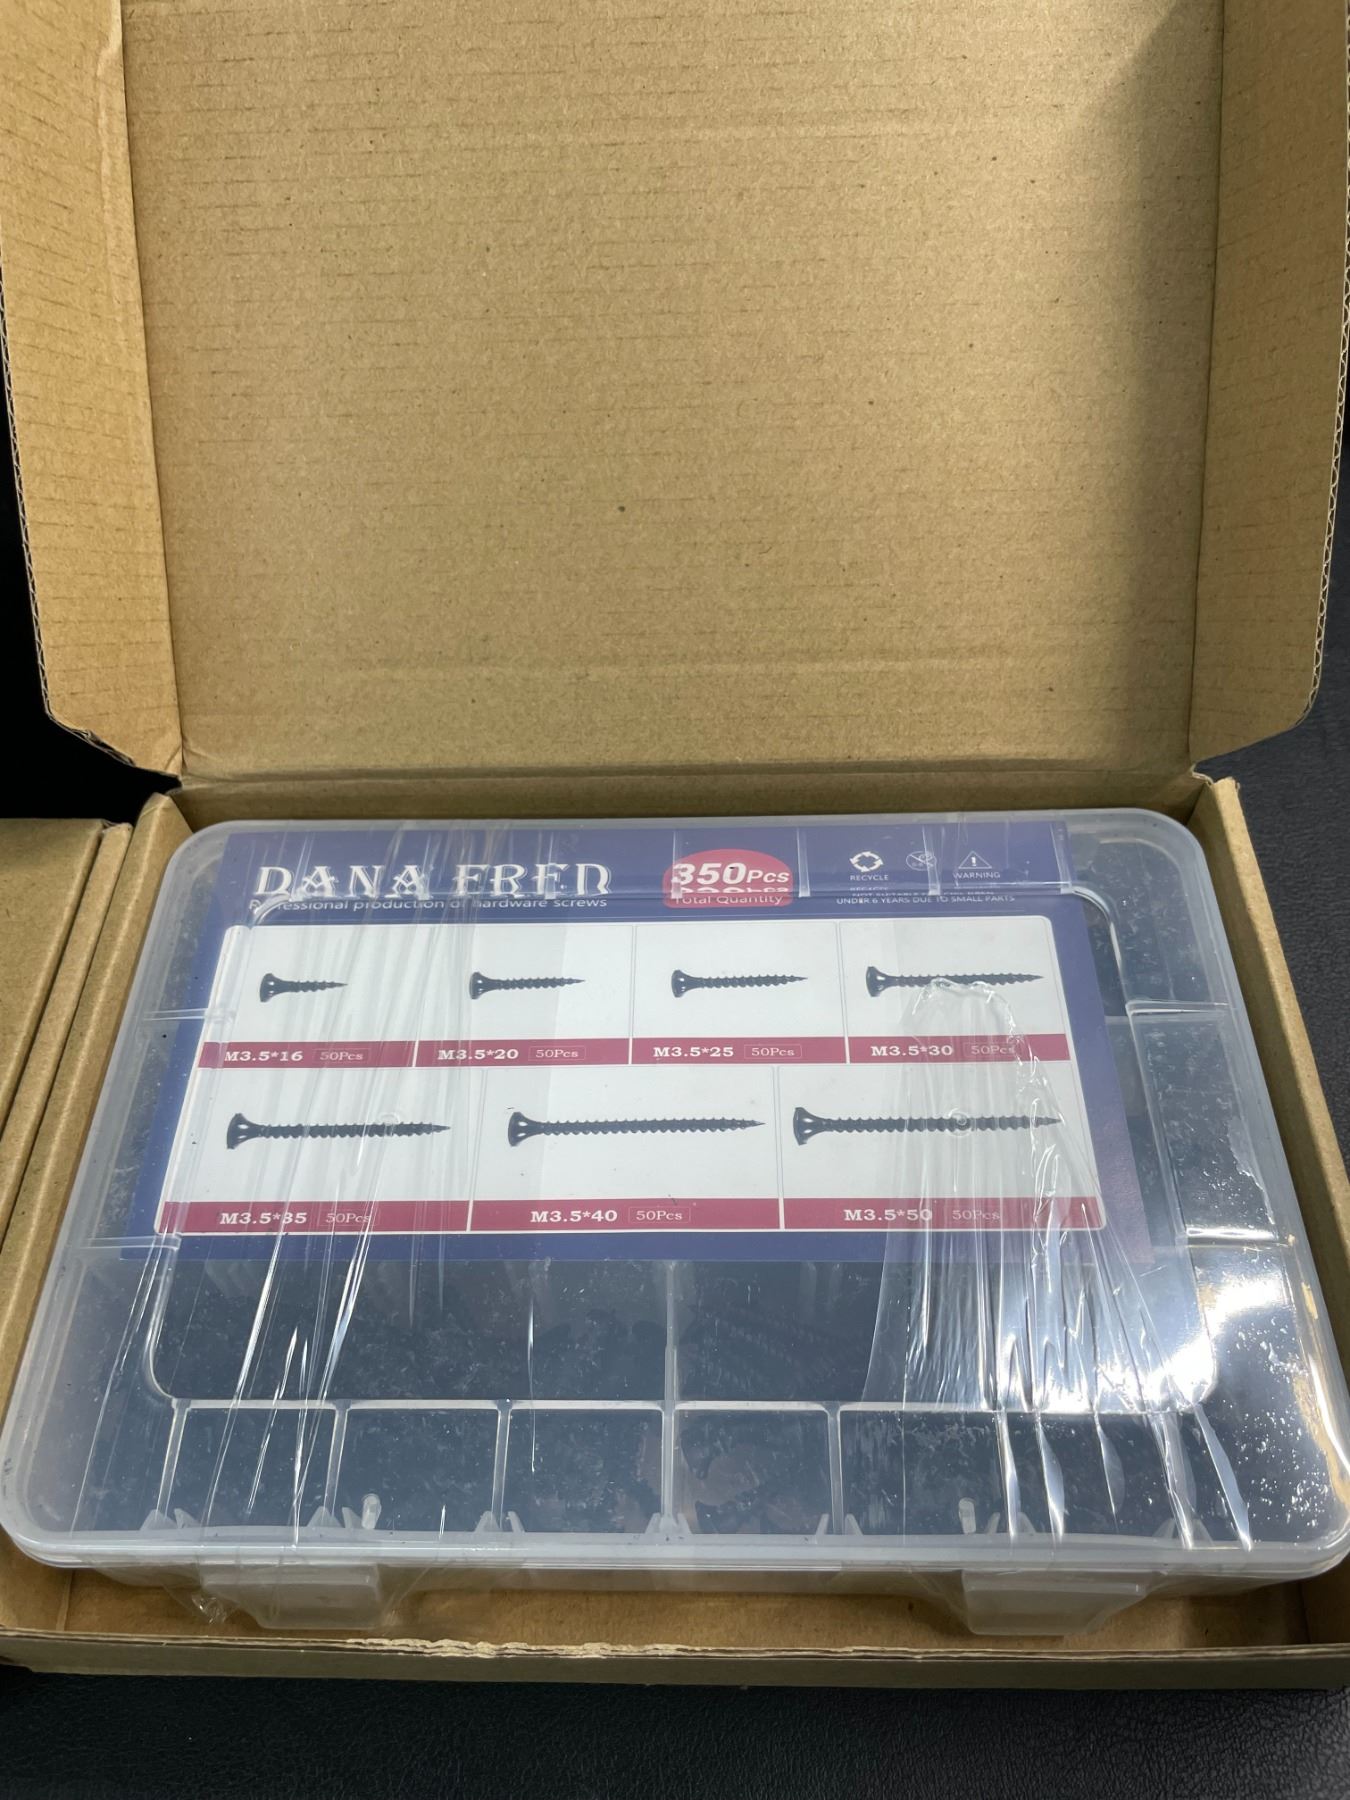 DANA FRED
Professional production of hardware screws
350Pcs
Total Quantity
RECYCLE
WARNING
UNDER 6 YEARS DUE TO SMALL PARTS
M3.5*16 50Pcs
M3.5*20 50Pcs
M3.5*25 50Pcs
M3.5*30 50Pcs
M3.5*35 50Pcs
M3.5*40 50Pcs
M3.5*50 50Pcs